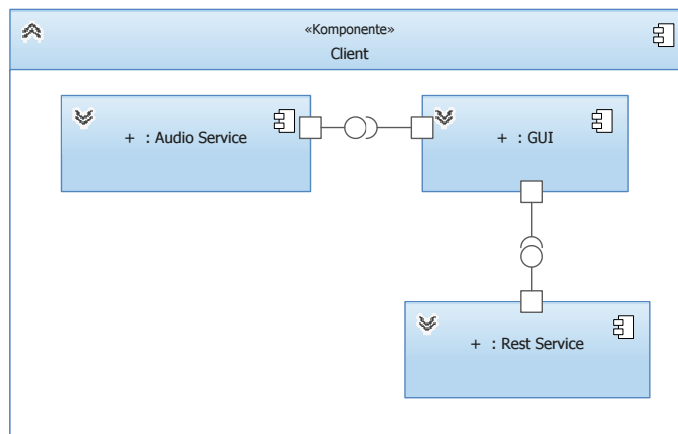 «Komponente»
Client
+ : Audio Service
+ : GUI
+ : Rest Service